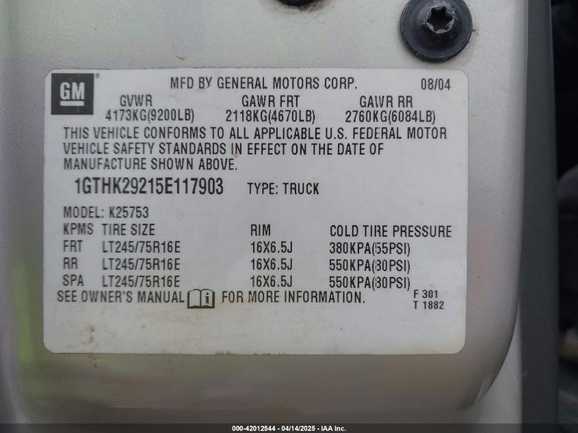 GM
MFD BY GENERAL MOTORS CORP. 08/04
GVWR GAWR FRT GAWR RR
4173KG(9200LB) 2118KG(4670LB) 2760KG(6084LB)
THIS VEHICLE CONFORMS TO ALL APPLICABLE U.S. FEDERAL MOTOR
VEHICLE SAFETY STANDARDS IN EFFECT ON THE DATE OF
MANUFACTURE SHOWN ABOVE.
1GTHK29215E117903 TYPE: TRUCK
MODEL: K25753
KPMS TIRE SIZE RIM COLD TIRE PRESSURE
FRT LT245/75R16E 16X6.5J 380KPA(55PSI)
RR LT245/75R16E 16X6.5J 550KPA(80PSI)
SPA LT245/75R16E 16X6.5J 550KPA(80PSI)
SEE OWNER'S MANUAL i FOR MORE INFORMATION.
F 301
T 1882
000-42012544 - 04/14/2025 - IAA Inc.